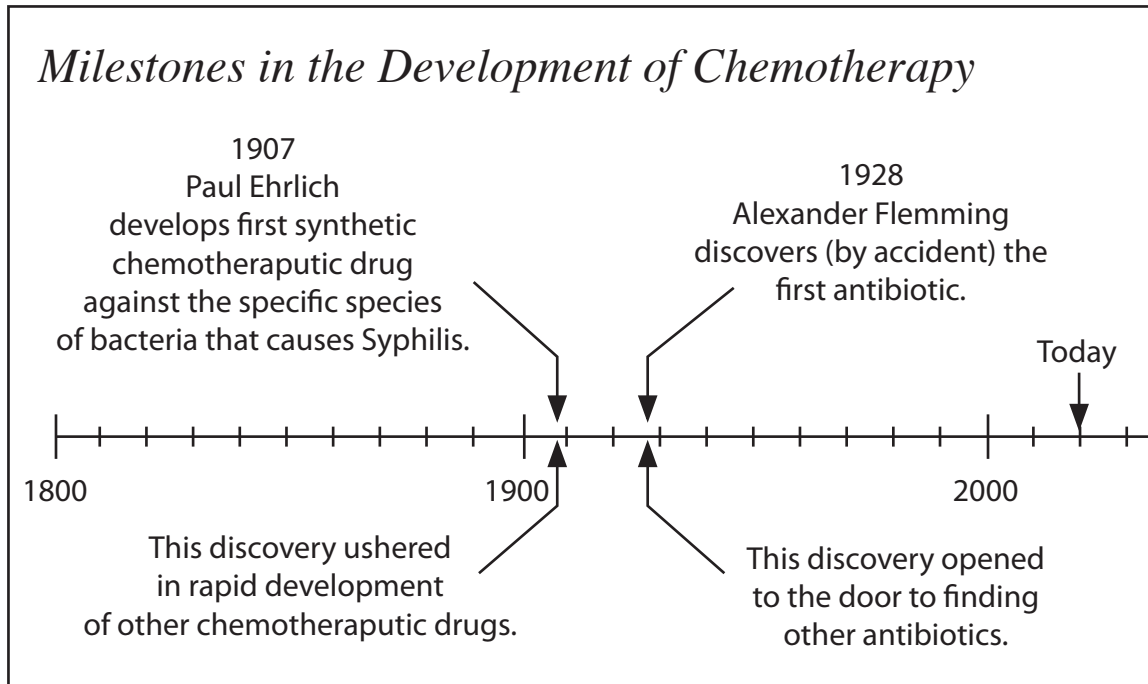 Milestones in the Development of Chemotherapy
1907
Paul Ehrlich
develops first synthetic
chemotheraputic drug
against the specific species
of bacteria that causes Syphilis.
1928
Alexander Flemming
discovers (by accident) the
first antibiotic.
Today
1800
1900
2000
This discovery ushered
in rapid development
of other chemotheraputic drugs.
This discovery opened
to the door to finding
other antibiotics.